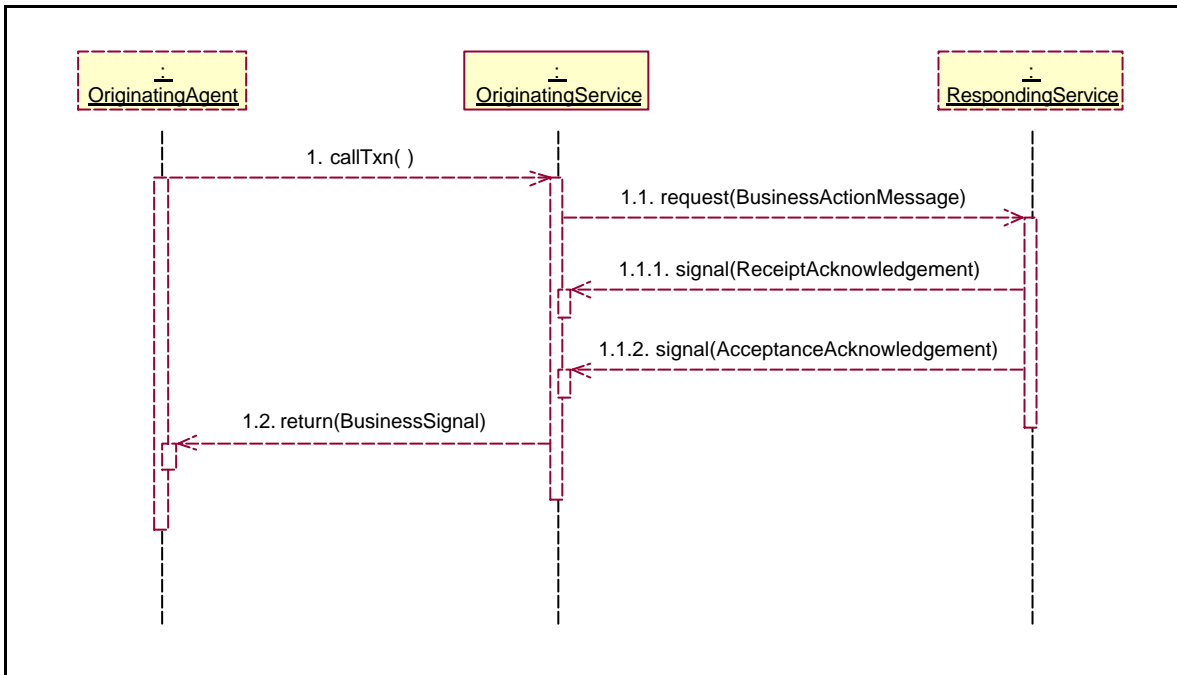 :
OriginatingAgent
:
OriginatingService
:
RespondingService
1. callTxn( )
1.1. request(BusinessActionMessage)
1.1.1. signal(ReceiptAcknowledgement)
1.1.2. signal(AcceptanceAcknowledgement)
1.2. return(BusinessSignal)